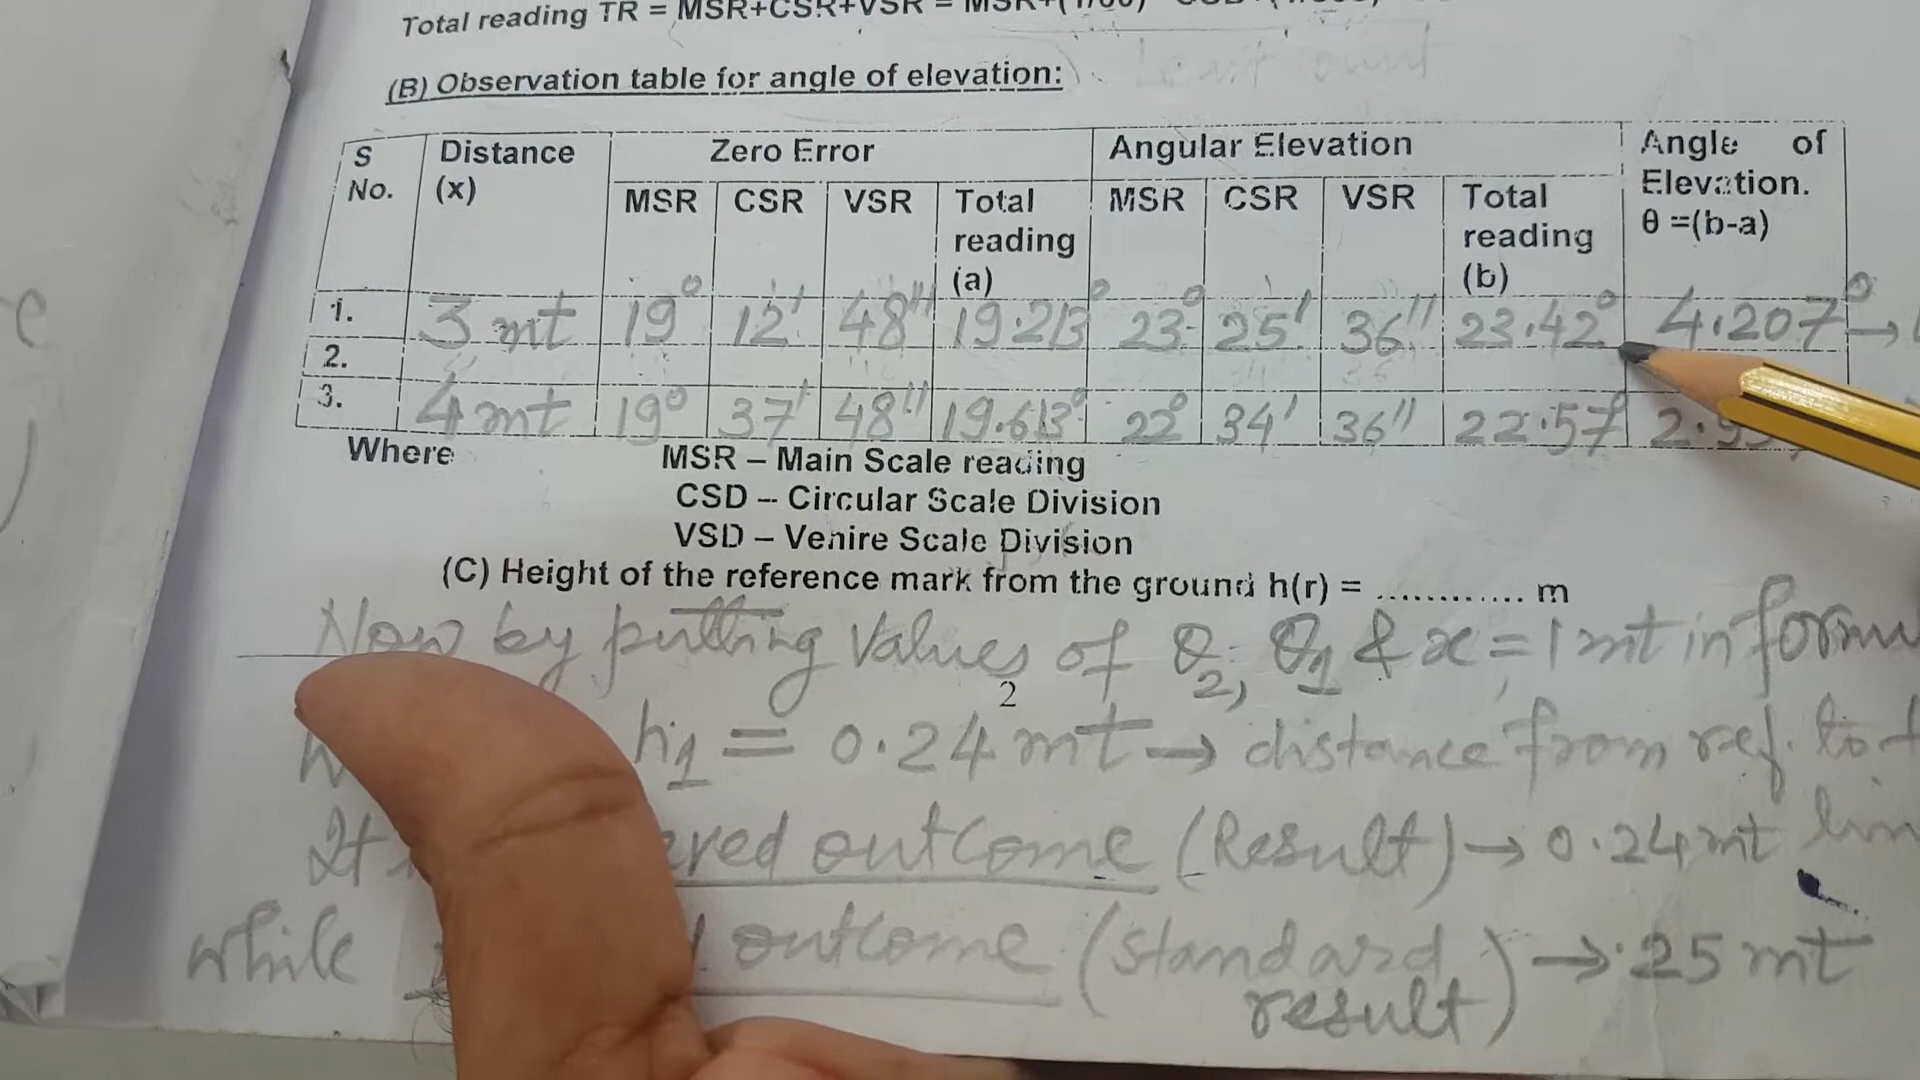 Total reading TR = MSR+CSR+VSR = MSR+
(B) Observation table for angle of elevation:
S No. Distance (x) Zero Error Angular Elevation Angle of Elevation. θ =(b-a)
MSR CSR VSR Total reading (a) MSR CSR VSR Total reading (b)
1. 3 mt 19° 12' 48" 19.213° 23° 25' 36" 23.42° 4.207° →
2.
3. 4 mt 19° 37' 48" 19.613° 22° 34' 36" 22.57°
Where MSR – Main Scale reading
CSD – Circular Scale Division
VSD – Venire Scale Division
(C) Height of the reference mark from the ground h(r) = ............ m
Now by putting values of θ2, θ1 & x = 1 mt in
2
h1 = 0.24 mt → distance from ref. to
outcome (Result) → 0.24 mt
while outcome (standard result) → .25 mt